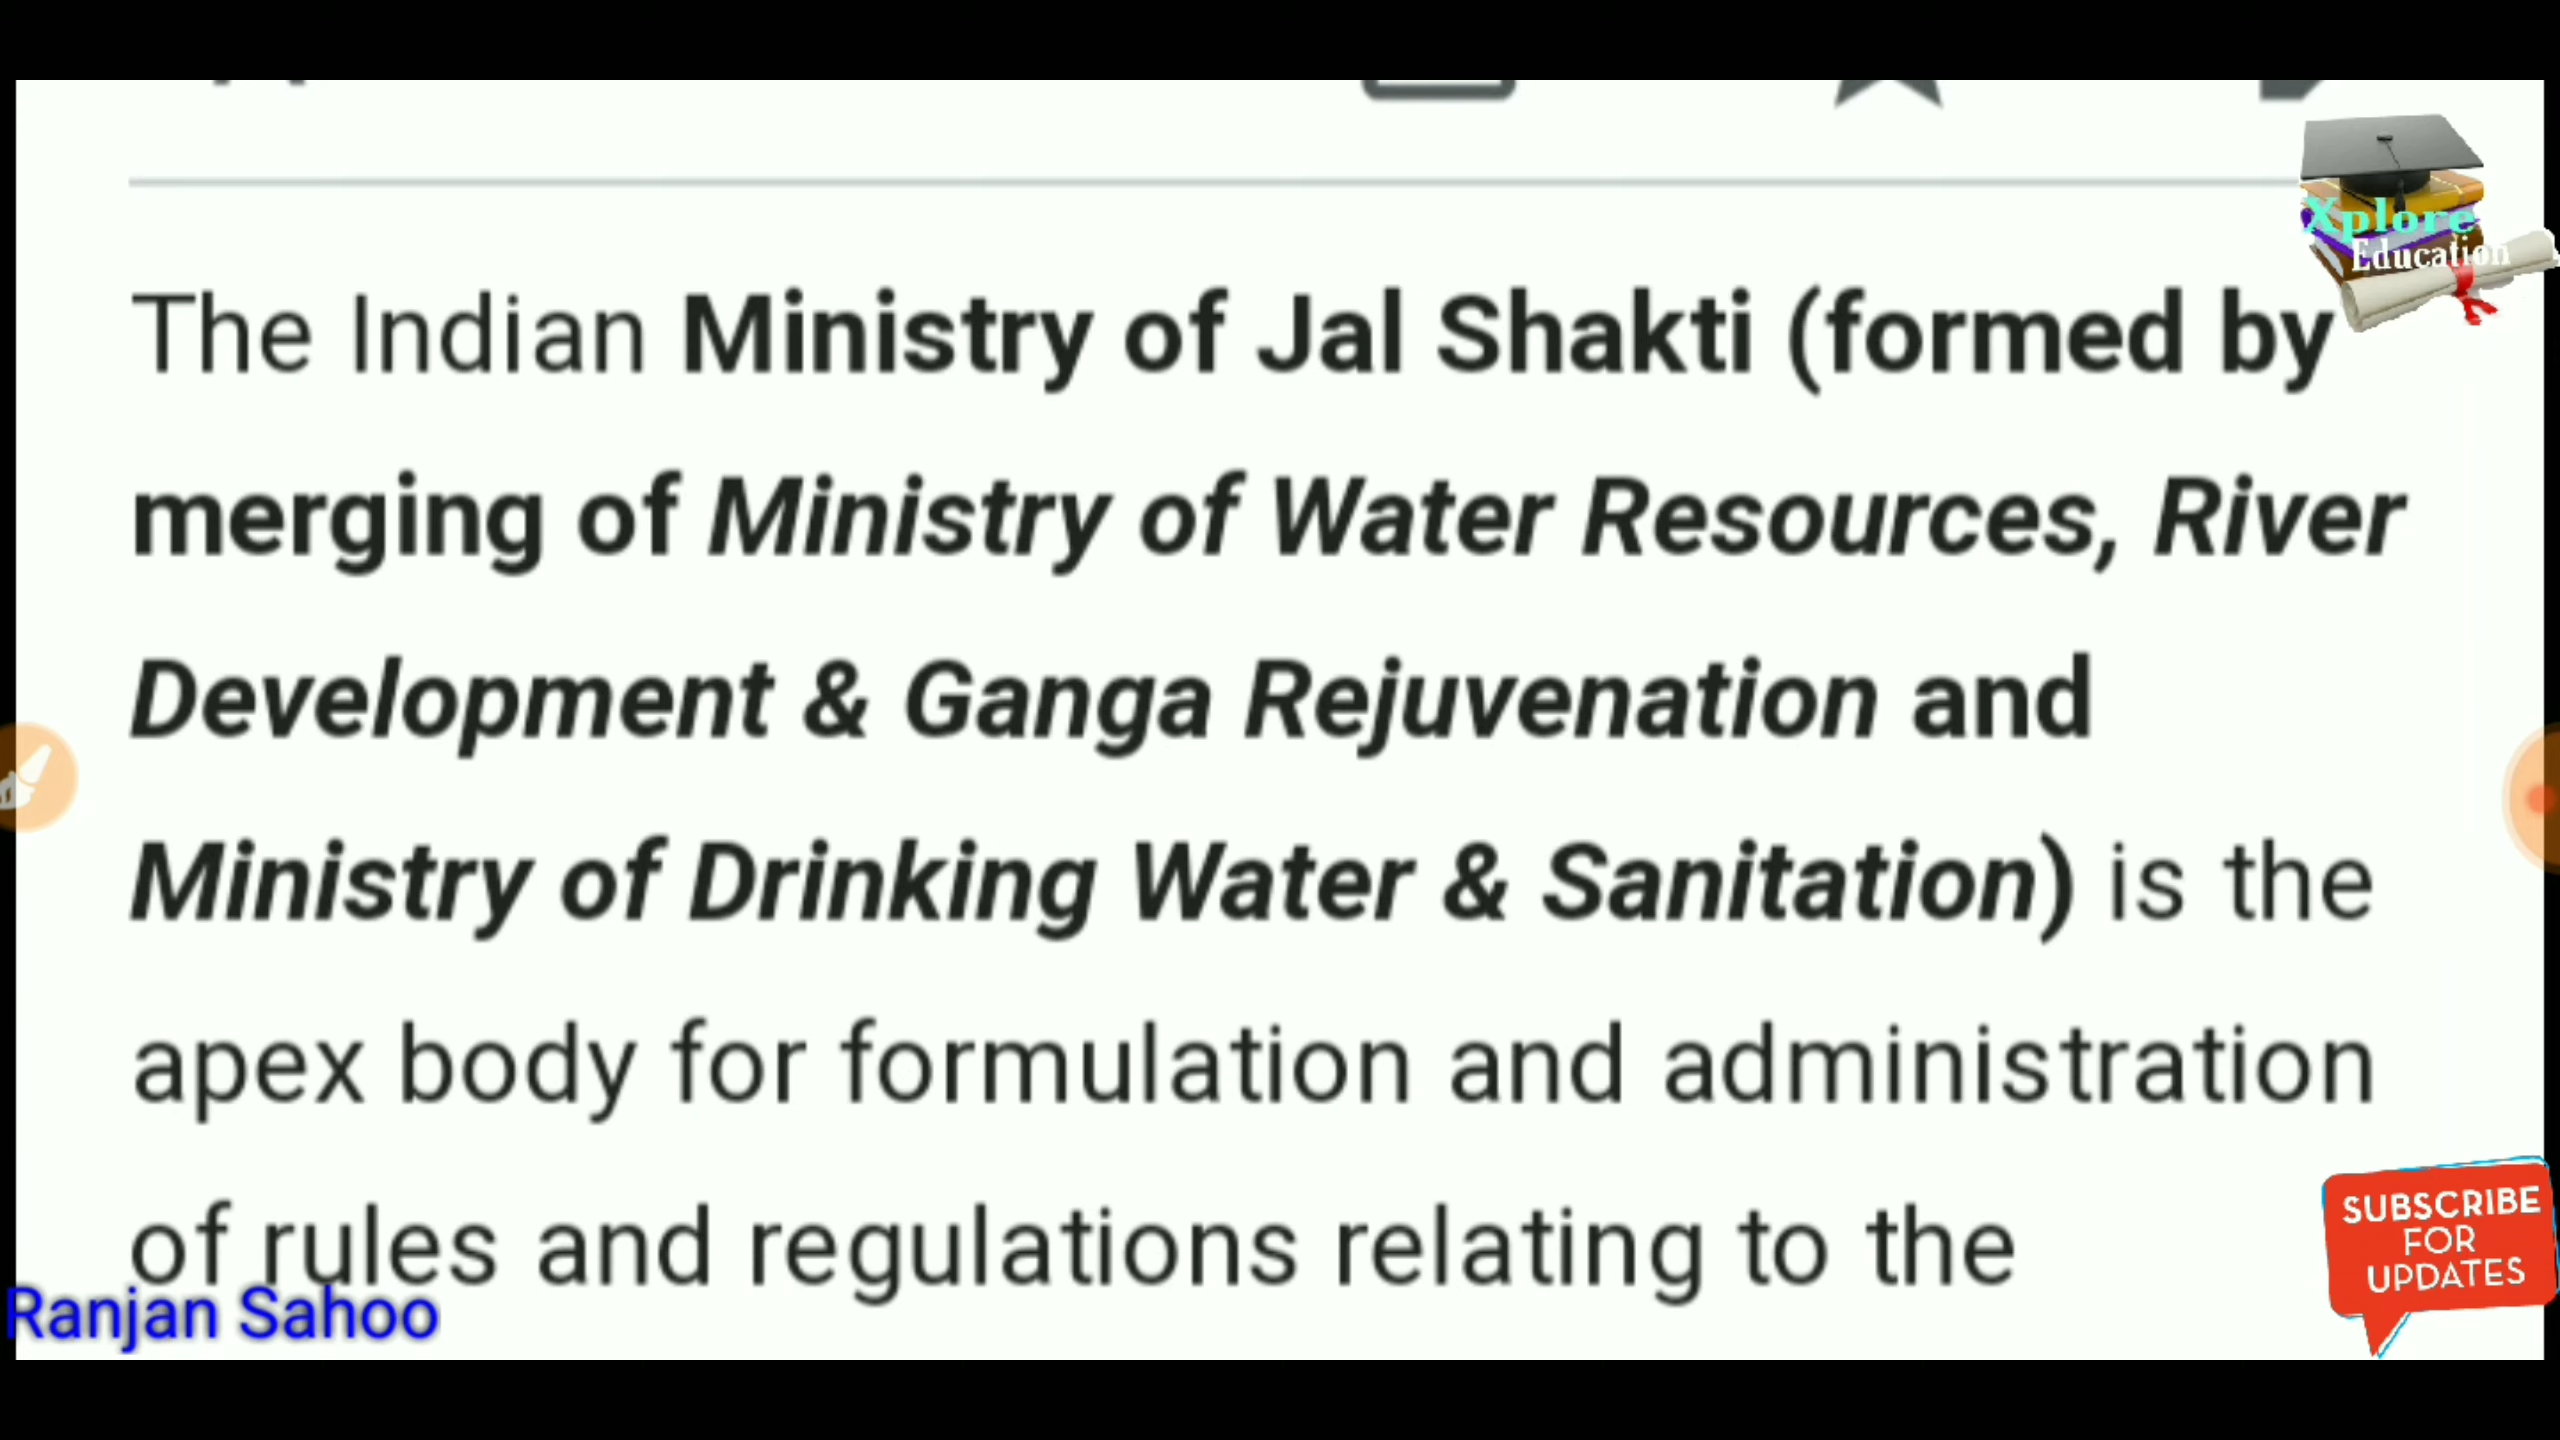 Xplore
Education
The Indian Ministry of Jal Shakti (formed by
merging of Ministry of Water Resources, River
Development & Ganga Rejuvenation and
Ministry of Drinking Water & Sanitation) is the
apex body for formulation and administration
of rules and regulations relating to the
Ranjan Sahoo
SUBSCRIBE
FOR
UPDATES